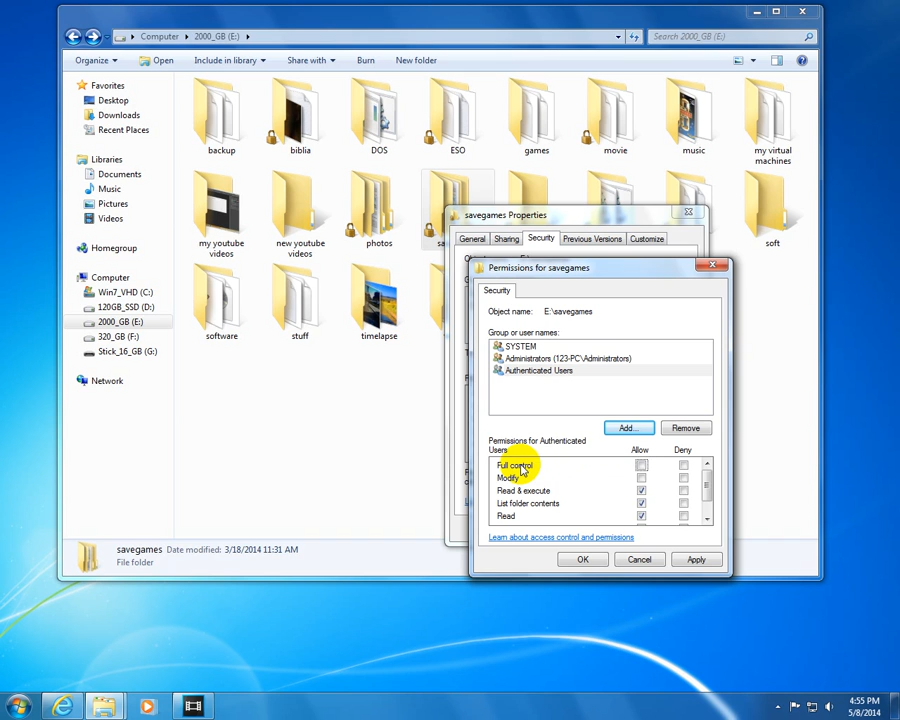 Computer
2000_GB (E:)
Search 2000_GB (E:)
Organize
Open
Include in library
Share with
Burn
New folder
Favorites
Desktop
Downloads
Recent Places
Libraries
Documents
Music
Pictures
Videos
Homegroup
Computer
Win7_VHD (C:)
120GB_SSD (D:)
2000_GB (E:)
320_GB (F:)
Stick_16_GB (G:)
Network
backup
biblia
DOS
ESO
games
movie
music
my virtual
machines
my youtube
videos
new youtube
videos
photos
soft
software
stuff
timelapse
savegames Properties
General
Sharing
Security
Previous Versions
Customize
Permissions for savegames
Security
Object name: E:\savegames
Group or user names:
SYSTEM
Administrators (123-PC\Administrators)
Authenticated Users
Add...
Remove
Permissions for Authenticated
Users
Allow
Deny
Full control
Modify
Read & execute
List folder contents
Read
Learn about access control and permissions
OK
Cancel
Apply
savegames Date modified: 3/18/2014 11:31 AM
File folder
4:55 PM
5/8/2014